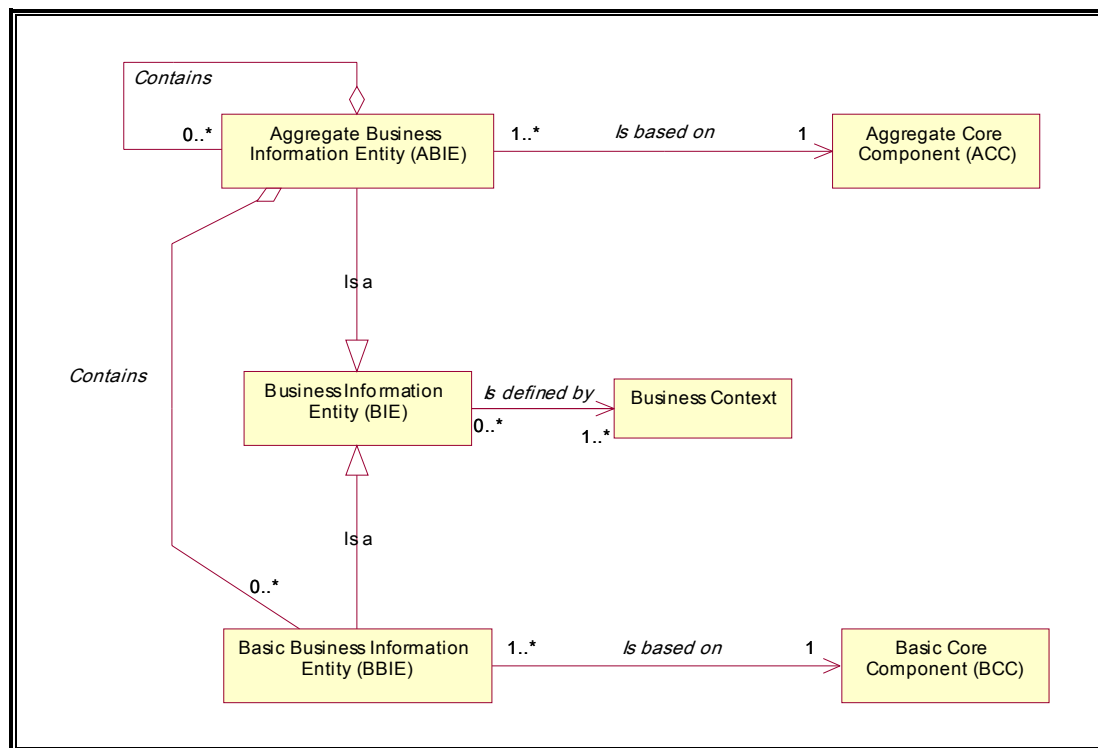 Contains
0..*
Aggregate Business
Information Entity (ABIE)
1..*
Is based on
1
Aggregate Core
Component (ACC)
Is a
Contains
Business Information
Entity (BIE)
Is defined by
0..*
1..*
Business Context
Is a
0..*
Basic Business Information
Entity (BBIE)
1..*
Is based on
1
Basic Core
Component (BCC)